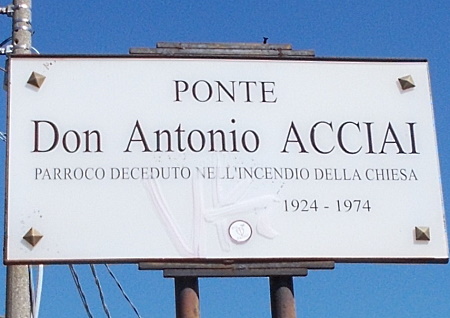 PONTE
Don Antonio ACCIAI
PARROCO DECEDUTO NELL'INCENDIO DELLA CHIESA
1924 - 1974